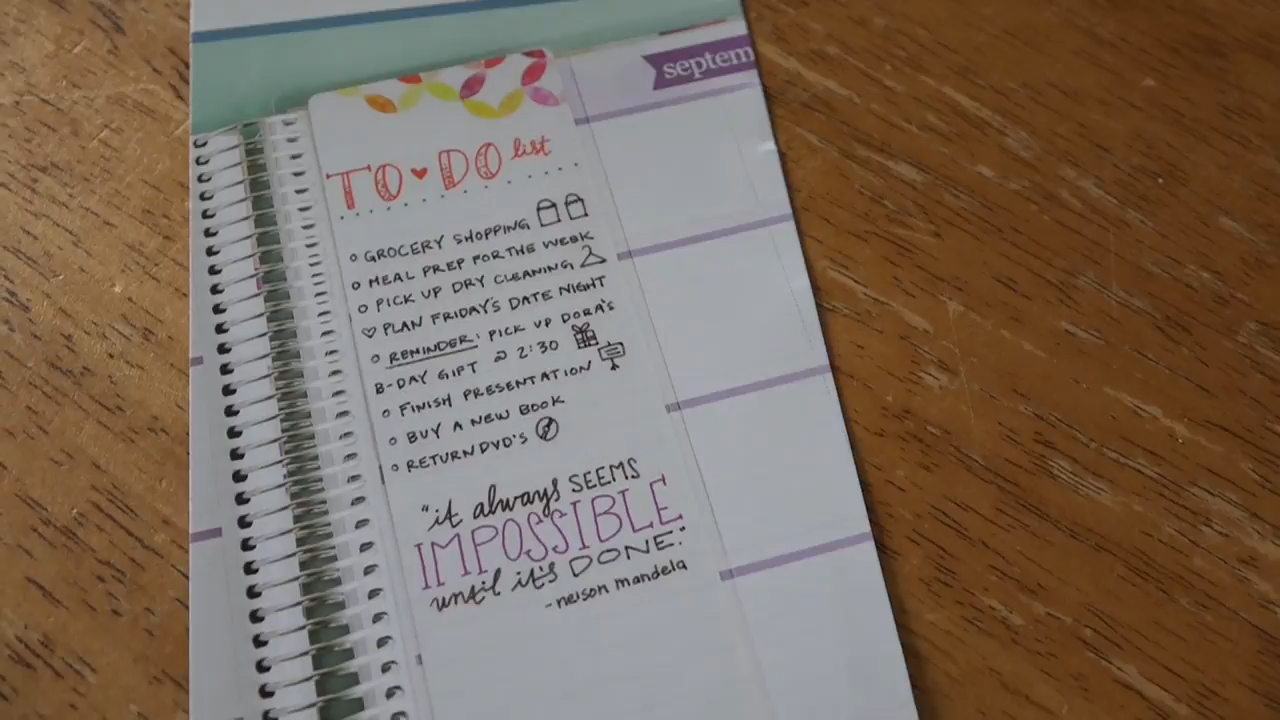 septem
TO DO list
GROCERY SHOPPING
MEAL PREP FOR THE WEEK
PICK UP DRY CLEANING
PLAN FRIDAY'S DATE NIGHT
REMINDER: PICK UP DORA'S
B-DAY GIFT @ 2:30
FINISH PRESENTATION
BUY A NEW BOOK
RETURN DVD'S
"it always SEEMS
IMPOSSIBLE
until it's DONE."
-nelson mandela